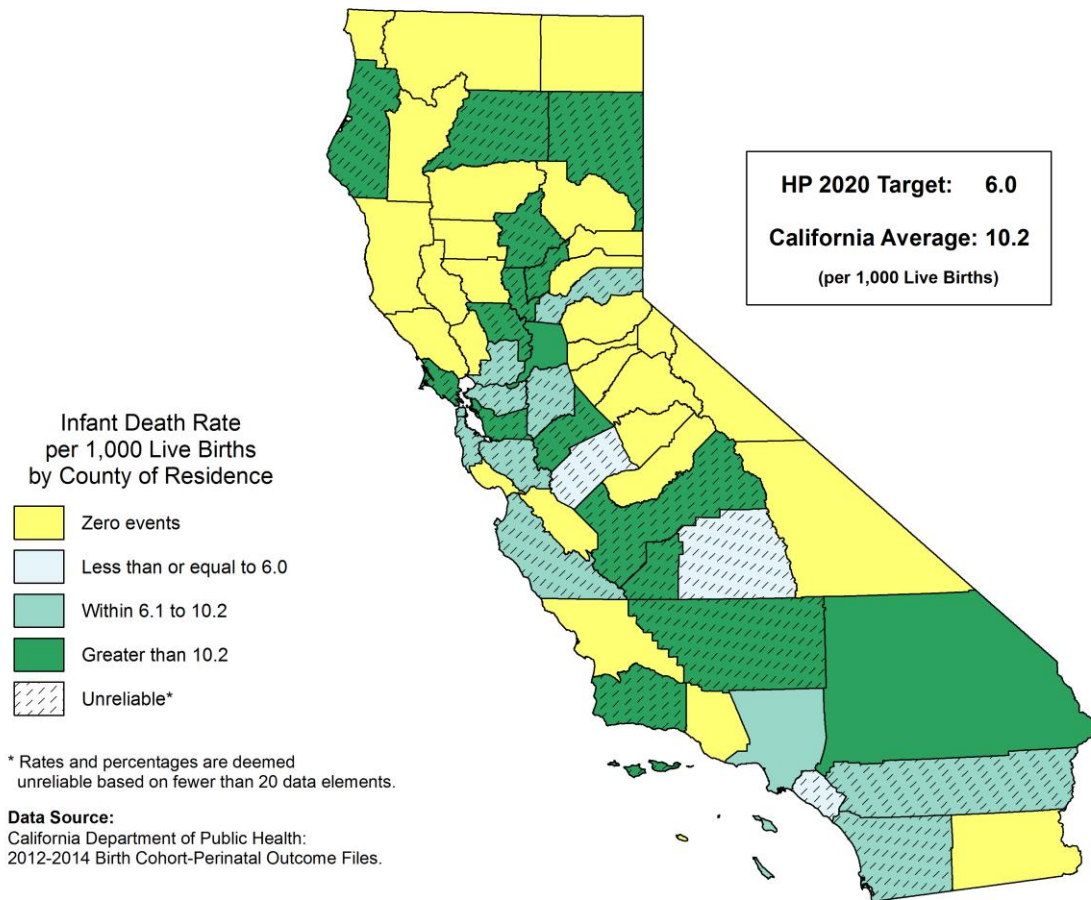 HP 2020 Target: 6.0
California Average: 10.2
(per 1,000 Live Births)
Infant Death Rate
per 1,000 Live Births
by County of Residence
Zero events
Less than or equal to 6.0
Within 6.1 to 10.2
Greater than 10.2
Unreliable*
* Rates and percentages are deemed
unreliable based on fewer than 20 data elements.
Data Source:
California Department of Public Health:
2012-2014 Birth Cohort-Perinatal Outcome Files.